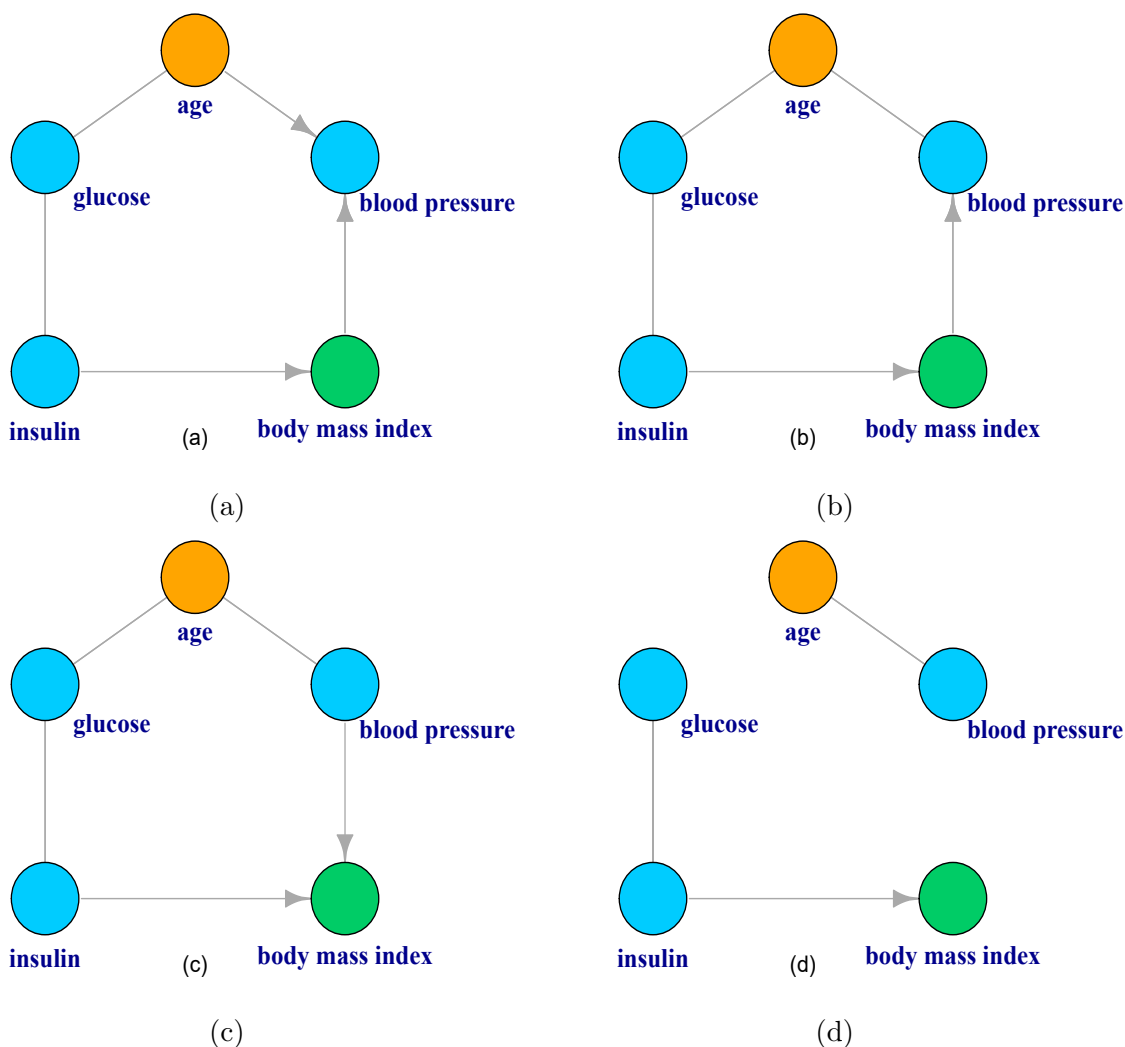 age
glucose
blood pressure
insulin
(a)
body mass index
(a)
age
glucose
blood pressure
insulin
(b)
body mass index
(b)
age
glucose
blood pressure
insulin
(c)
body mass index
(c)
age
glucose
blood pressure
insulin
(d)
body mass index
(d)